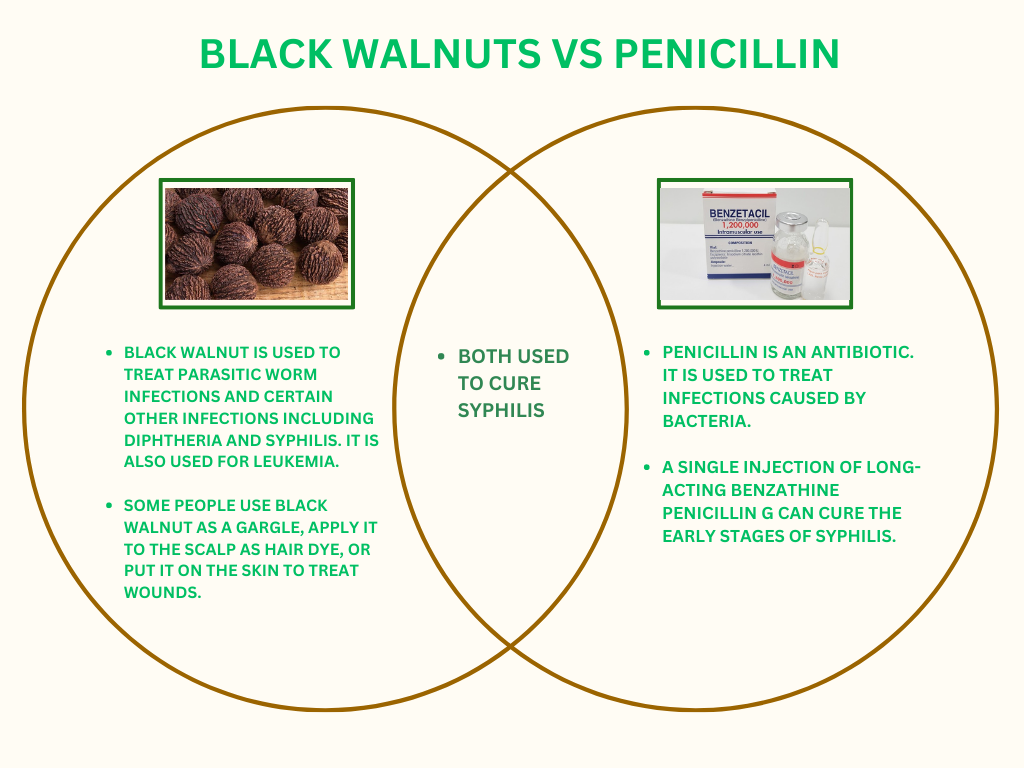 BLACK WALNUTS VS PENICILLIN
• BLACK WALNUT IS USED TO
TREAT PARASITIC WORM
INFECTIONS AND CERTAIN
OTHER INFECTIONS INCLUDING
DIPHTHERIA AND SYPHILIS. IT IS
ALSO USED FOR LEUKEMIA.
• SOME PEOPLE USE BLACK
WALNUT AS A GARGLE, APPLY IT
TO THE SCALP AS HAIR DYE, OR
PUT IT ON THE SKIN TO TREAT
WOUNDS.
• BOTH USED
TO CURE
SYPHILIS
BENZETACIL
1,200,000
Intramuscular use
COMPOSITION
• PENICILLIN IS AN ANTIBIOTIC.
IT IS USED TO TREAT
INFECTIONS CAUSED BY
BACTERIA.
• A SINGLE INJECTION OF LONG-
ACTING BENZATHINE
PENICILLIN G CAN CURE THE
EARLY STAGES OF SYPHILIS.